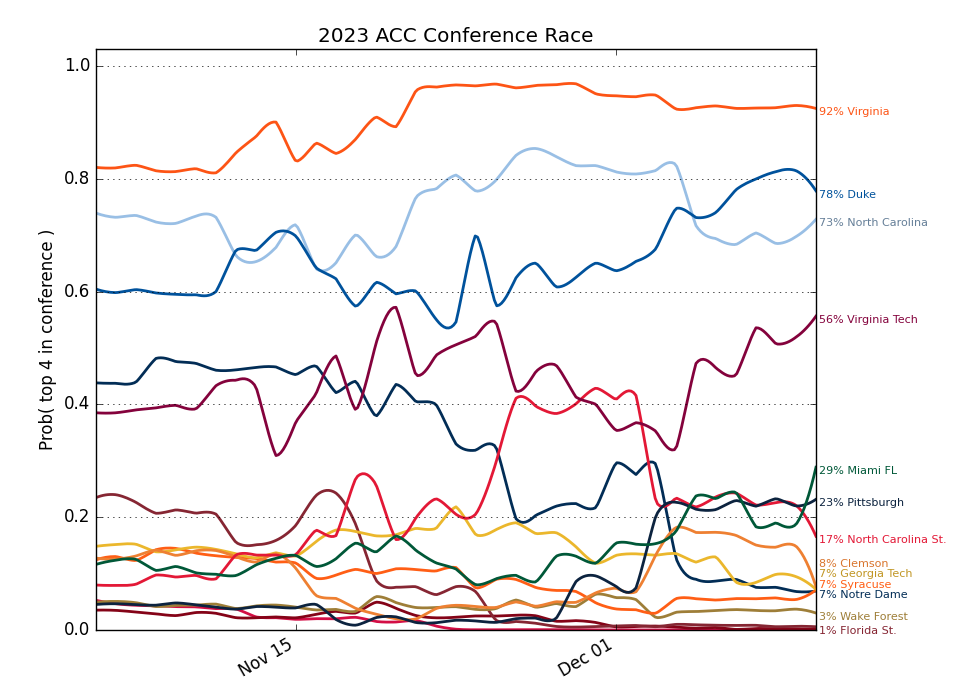 2023 ACC Conference Race
Prob( top 4 in conference )
1.0
0.8
0.6
0.4
0.2
0.0
Nov 15
Dec 01
92% Virginia
78% Duke
73% North Carolina
56% Virginia Tech
29% Miami FL
23% Pittsburgh
17% North Carolina St.
8% Clemson
7% Georgia Tech
7% Syracuse
7% Notre Dame
3% Wake Forest
1% Florida St.